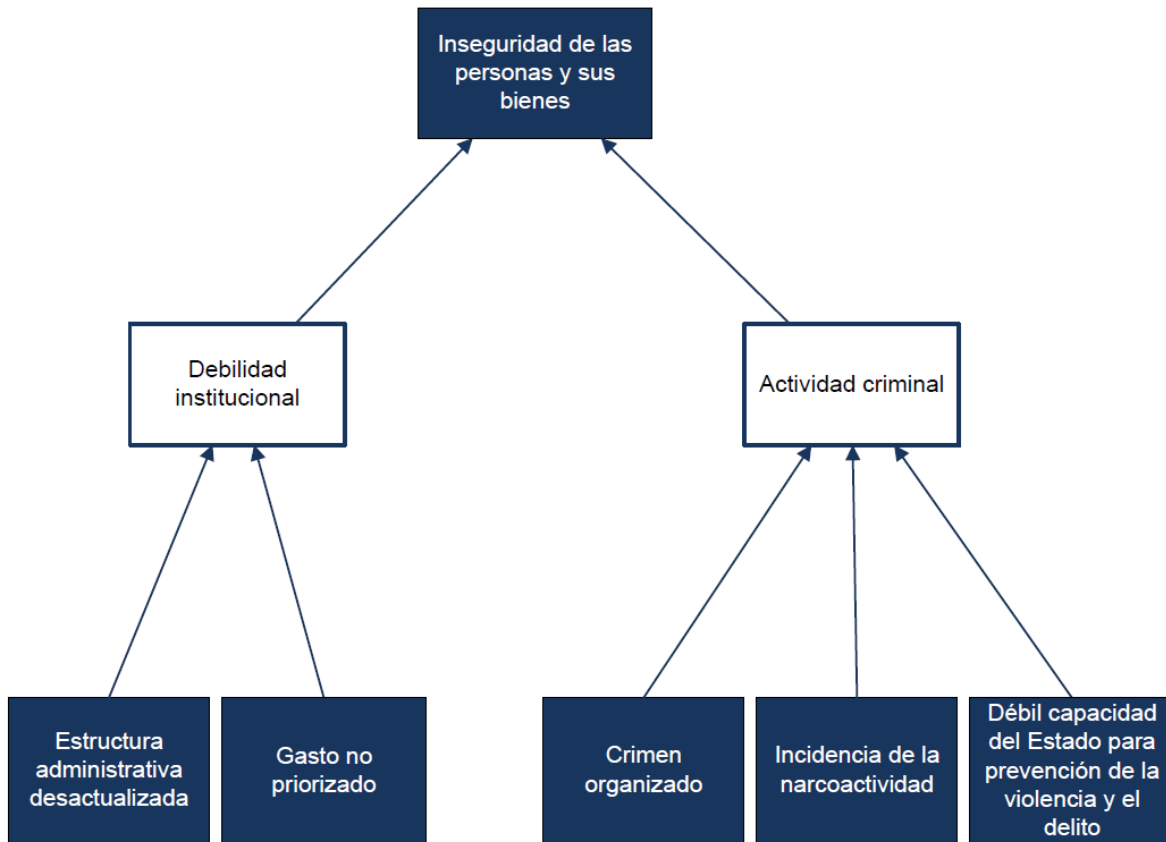 Inseguridad de las
personas y sus
bienes
Debilidad
institucional
Actividad criminal
Estructura
administrativa
desactualizada
Gasto no
priorizado
Crimen
organizado
Incidencia de la
narcoactividad
Débil capacidad
del Estado para
prevención de la
violencia y el
delito